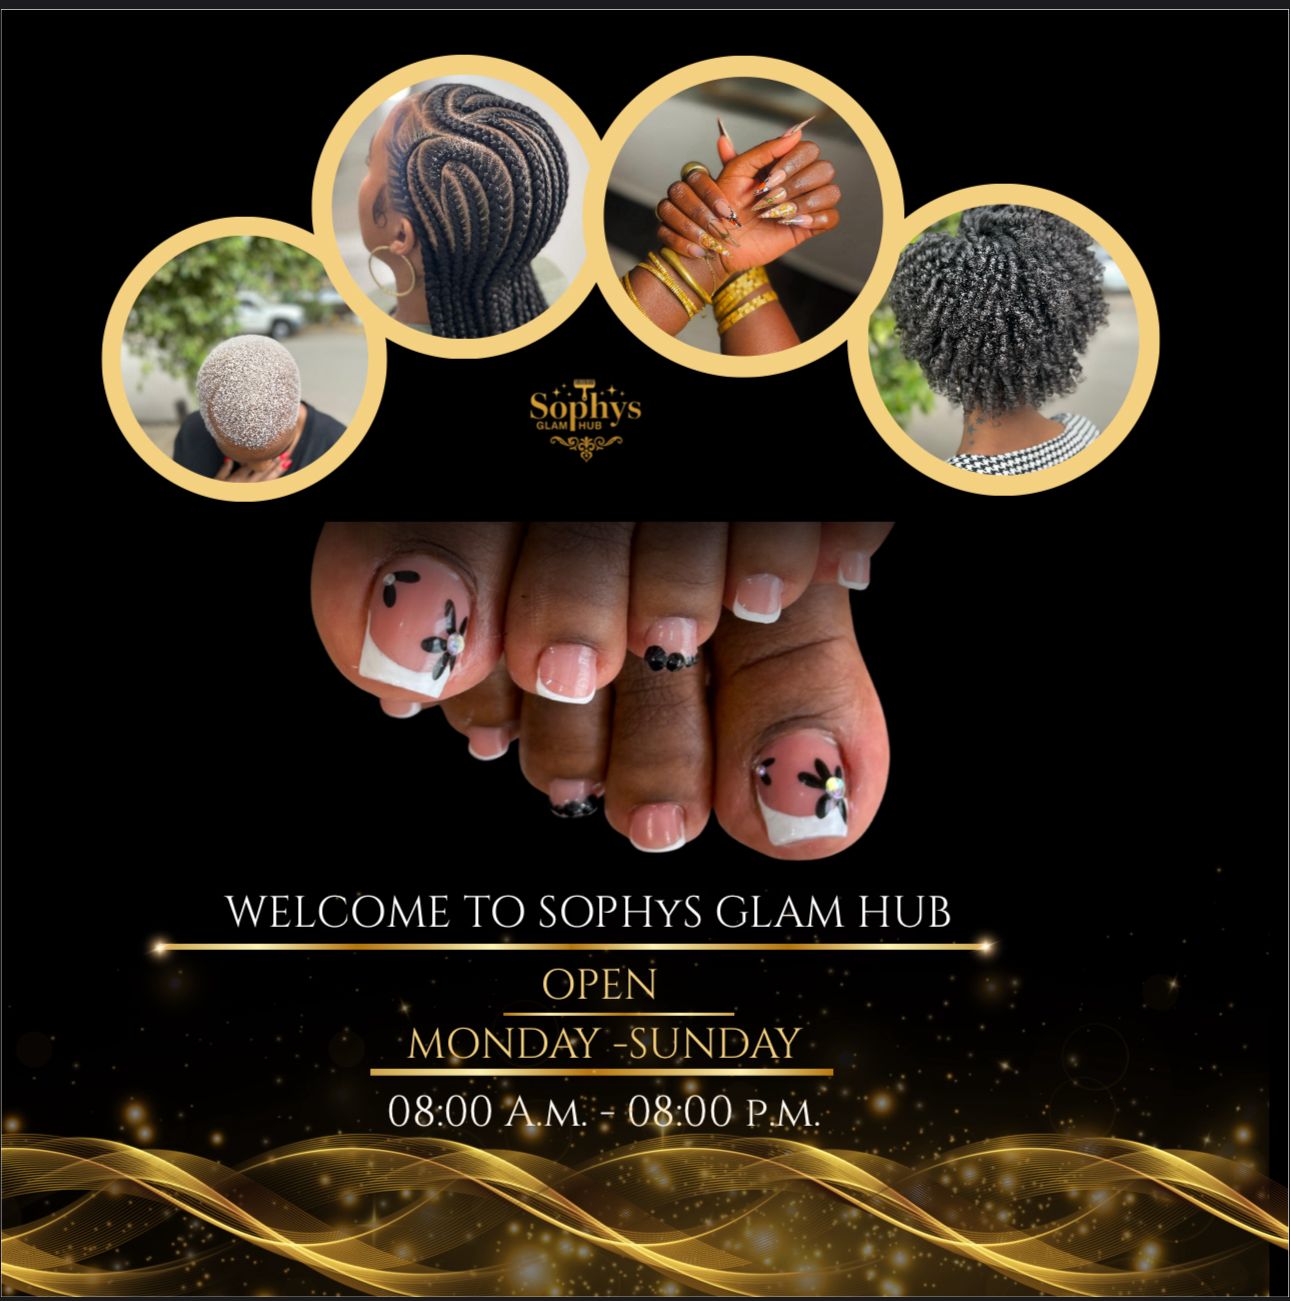 Sophys
GLAM HUB
WELCOME TO SOPHyS GLAM HUB
OPEN
MONDAY -SUNDAY
08:00 A.M. - 08:00 P.M.